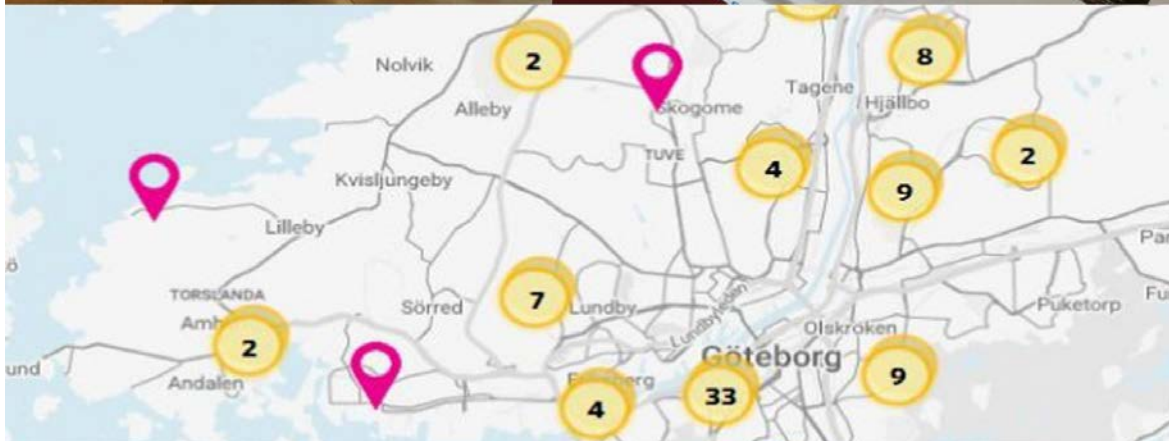 2
8
Nolvik
Tagene
Alleby
Skogome
Hjällbo
TUVE
2
4
Kvisljungeby
9
Lilleby
TORSLANDA
7
Sörred
Lundby
Puketorp
Lundbyleden
Olskroken
2
Göteborg
und
Andalen
9
4
33